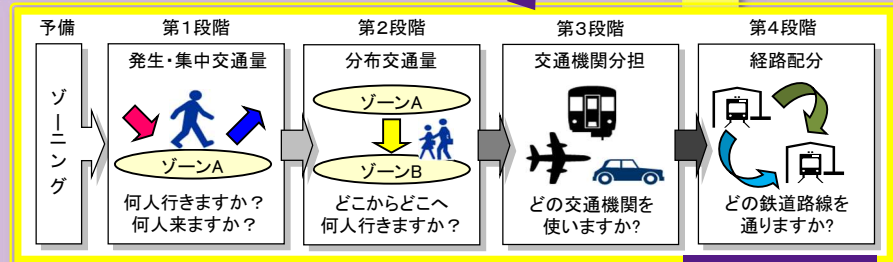 予備
第1段階
第2段階
第3段階
第4段階
ゾーニング
発生・集中交通量
ゾーンA
何人行きますか？
何人来ますか？
分布交通量
ゾーンA
ゾーンB
どこからどこへ
何人行きますか？
交通機関分担
どの交通機関を
使いますか?
経路配分
どの鉄道路線を
通りますか?